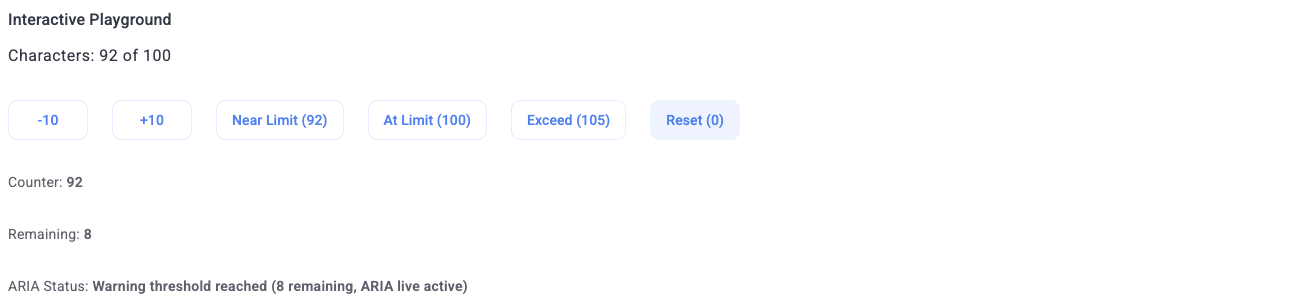 Interactive Playground
Characters: 92 of 100
-10 +10 Near Limit (92) At Limit (100) Exceed (105) Reset (0)
Counter: 92
Remaining: 8
ARIA Status: Warning threshold reached (8 remaining, ARIA live active)